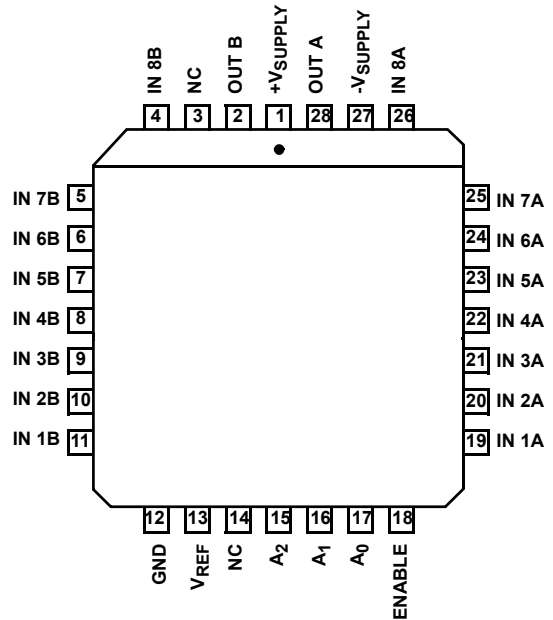 IN 8B
NC
OUT B
+VSUPPLY
OUT A
-VSUPPLY
IN 8A
4 3 2 1 28 27 26
IN 7B 5
25 IN 7A
IN 6B 6
24 IN 6A
IN 5B 7
23 IN 5A
IN 4B 8
22 IN 4A
IN 3B 9
21 IN 3A
IN 2B 10
20 IN 2A
IN 1B 11
19 IN 1A
12 13 14 15 16 17 18
GND
VREF
NC
A2
A1
A0
ENABLE